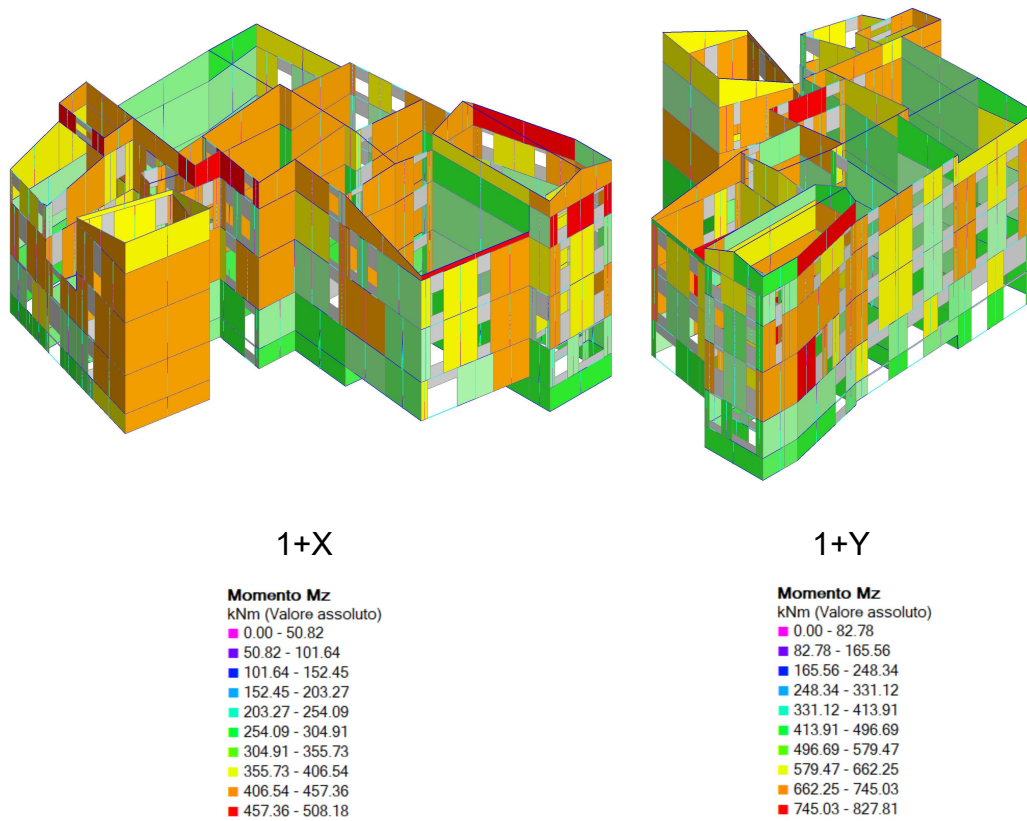 1+X
1+Y
Momento Mz
kNm (Valore assoluto)
0.00 - 50.82
50.82 - 101.64
101.64 - 152.45
152.45 - 203.27
203.27 - 254.09
254.09 - 304.91
304.91 - 355.73
355.73 - 406.54
406.54 - 457.36
457.36 - 508.18
Momento Mz
kNm (Valore assoluto)
0.00 - 82.78
82.78 - 165.56
165.56 - 248.34
248.34 - 331.12
331.12 - 413.91
413.91 - 496.69
496.69 - 579.47
579.47 - 662.25
662.25 - 745.03
745.03 - 827.81